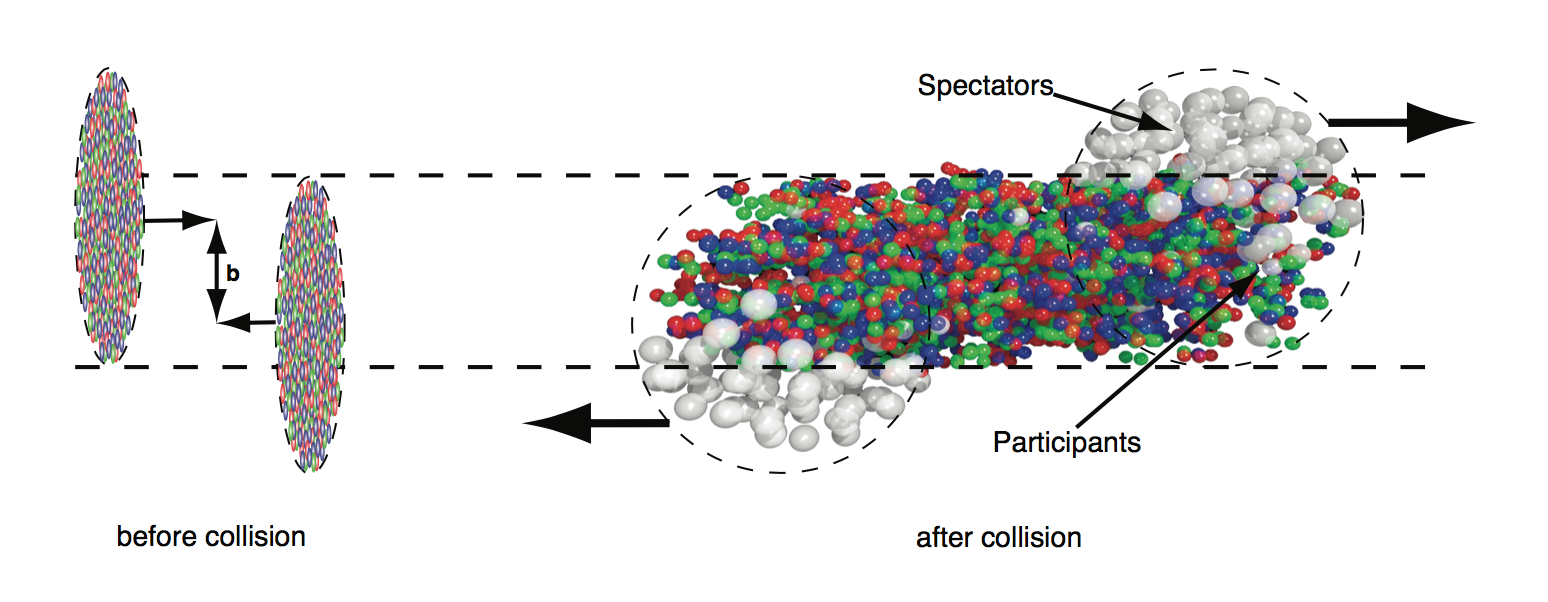 Spectators
b
Participants
before collision
after collision